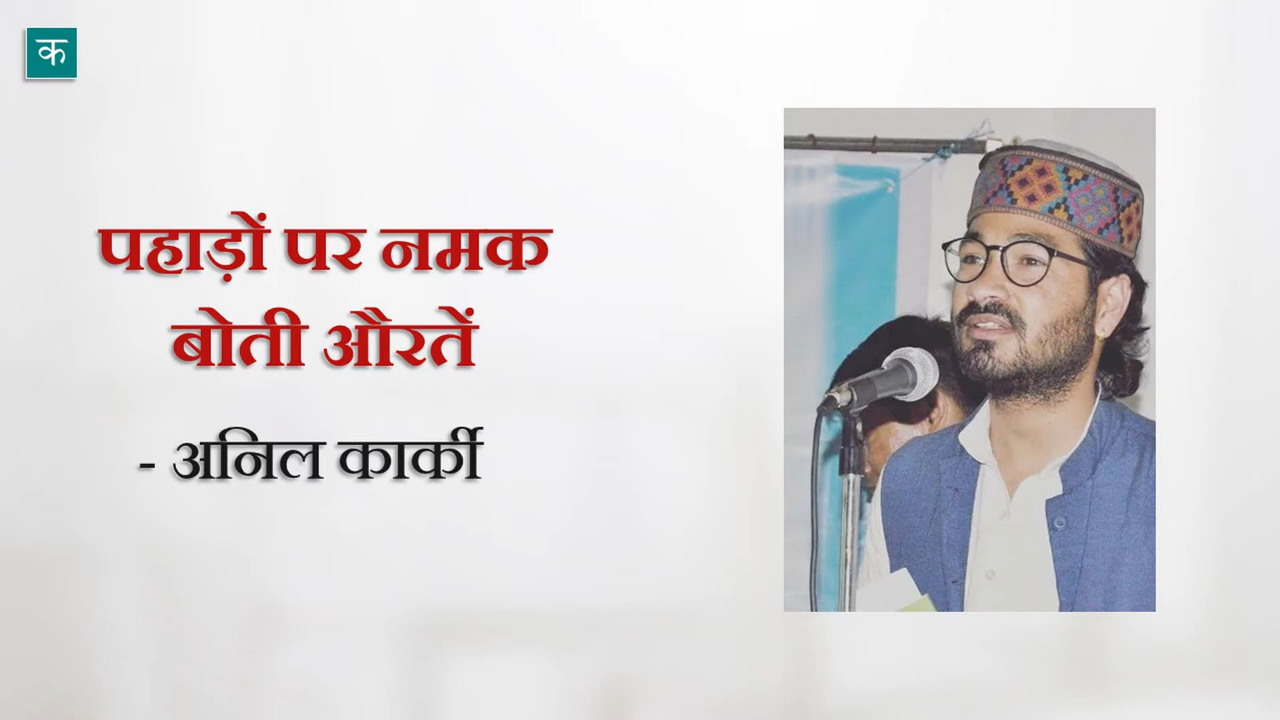 क
पहाड़ों पर नमक
बोती औरतें
- अनिल कार्की